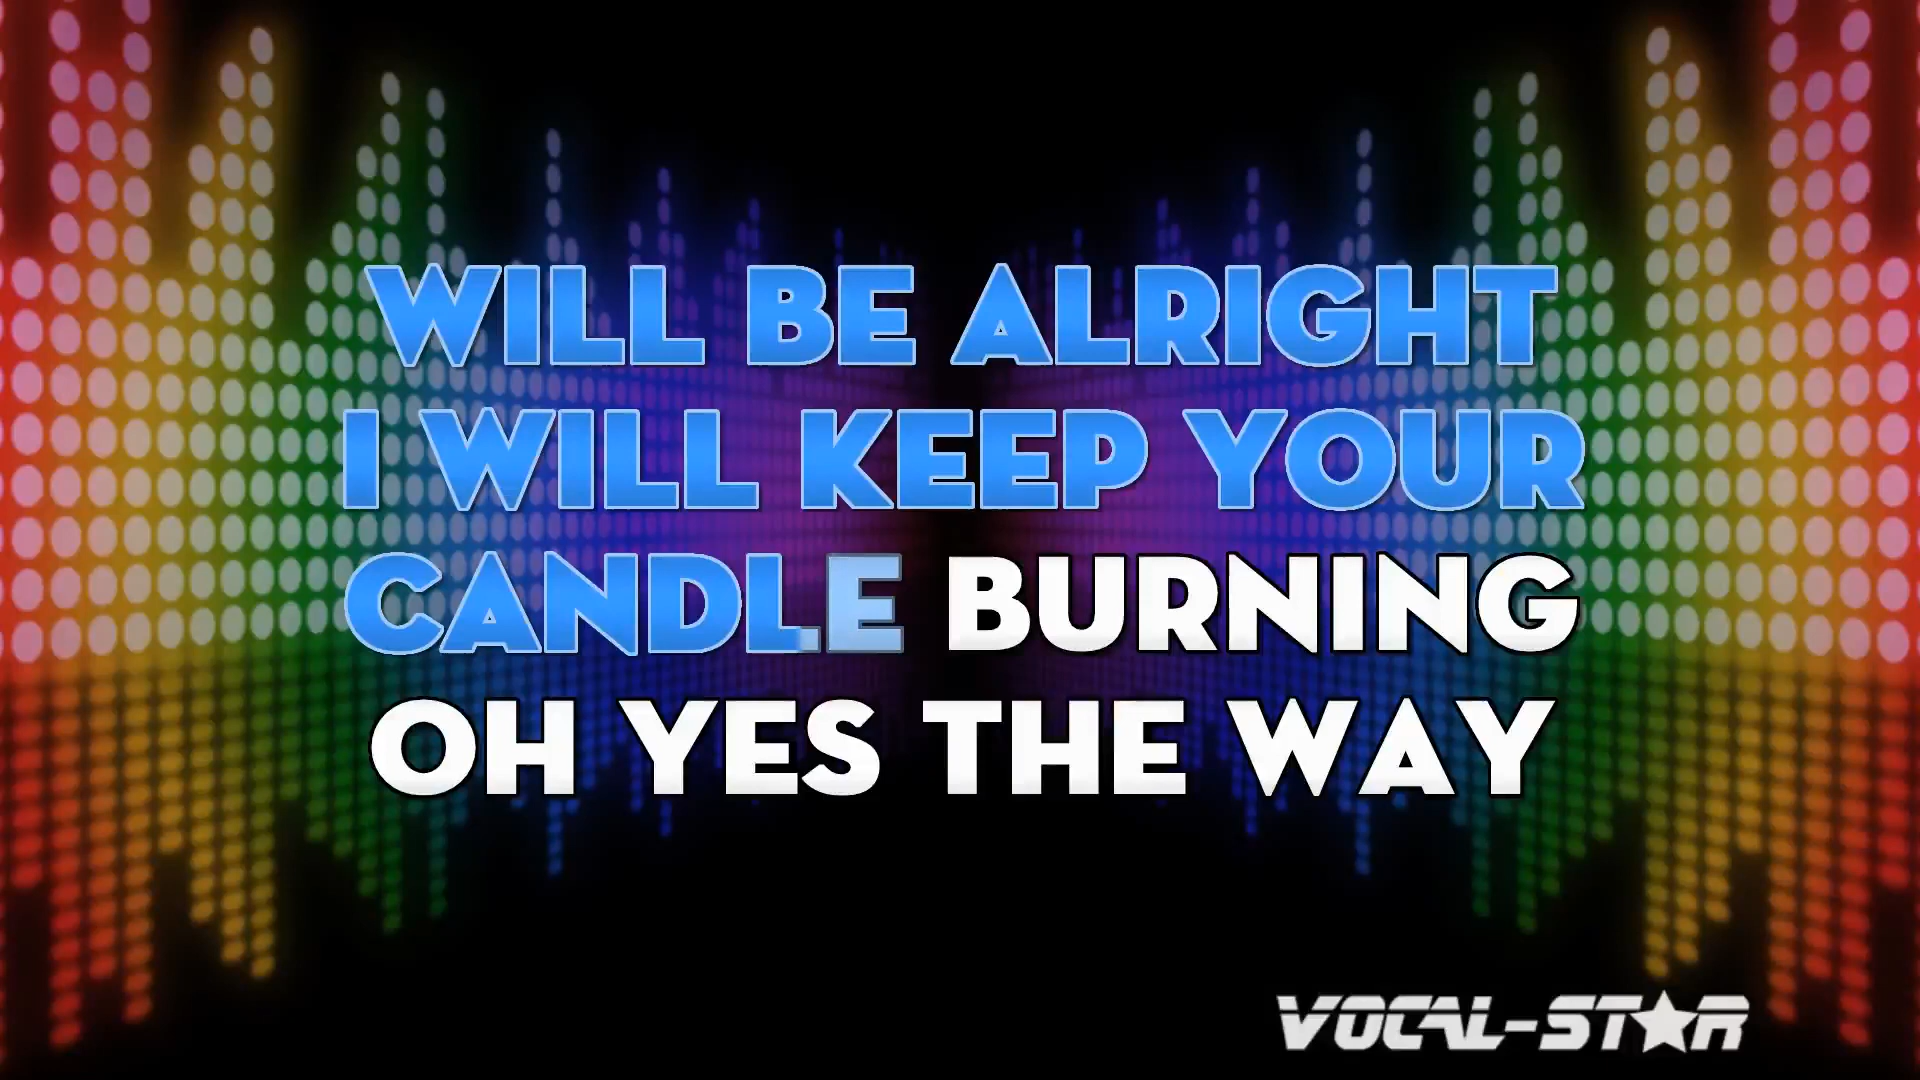 WILL BE ALRIGHT
I WILL KEEP YOUR
CANDLE BURNING
OH YES THE WAY
VOCAL-STAR